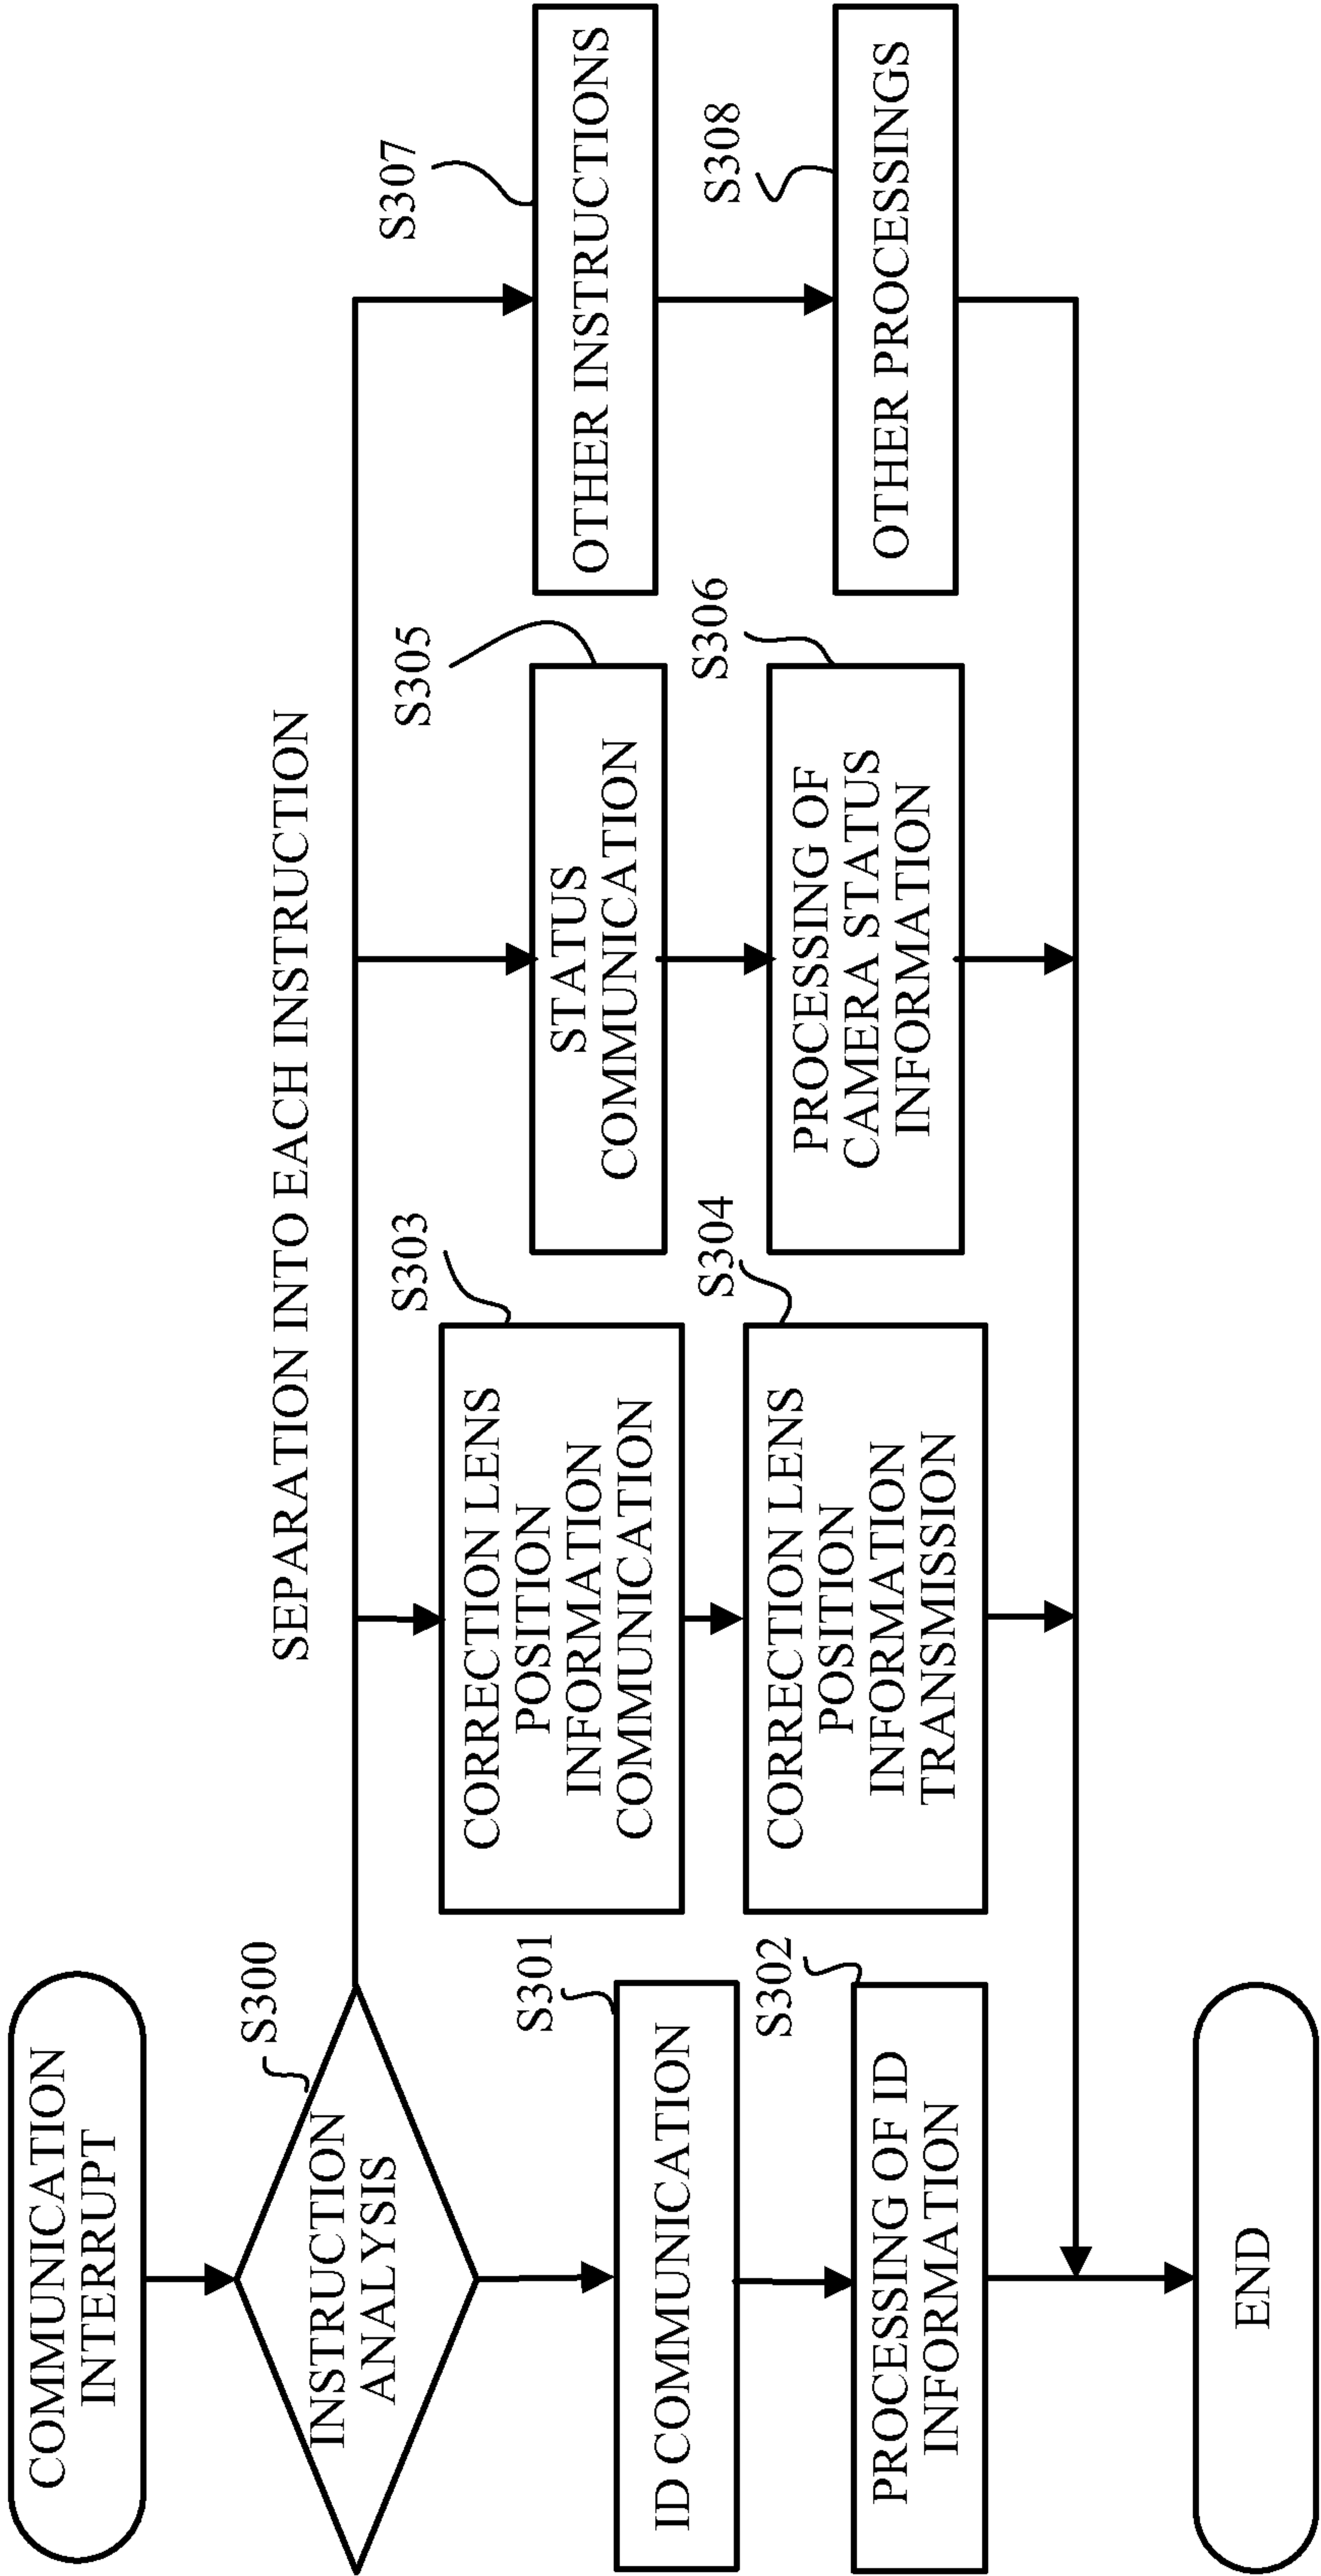 COMMUNICATION
INTERRUPT
S300
INSTRUCTION
ANALYSIS
SEPARATION INTO EACH INSTRUCTION
S301
ID COMMUNICATION
S302
PROCESSING OF ID
INFORMATION
S303
CORRECTION LENS
POSITION
INFORMATION
COMMUNICATION
S304
CORRECTION LENS
POSITION
INFORMATION
TRANSMISSION
S305
STATUS
COMMUNICATION
S306
PROCESSING OF
CAMERA STATUS
INFORMATION
S307
OTHER INSTRUCTIONS
S308
OTHER PROCESSINGS
END